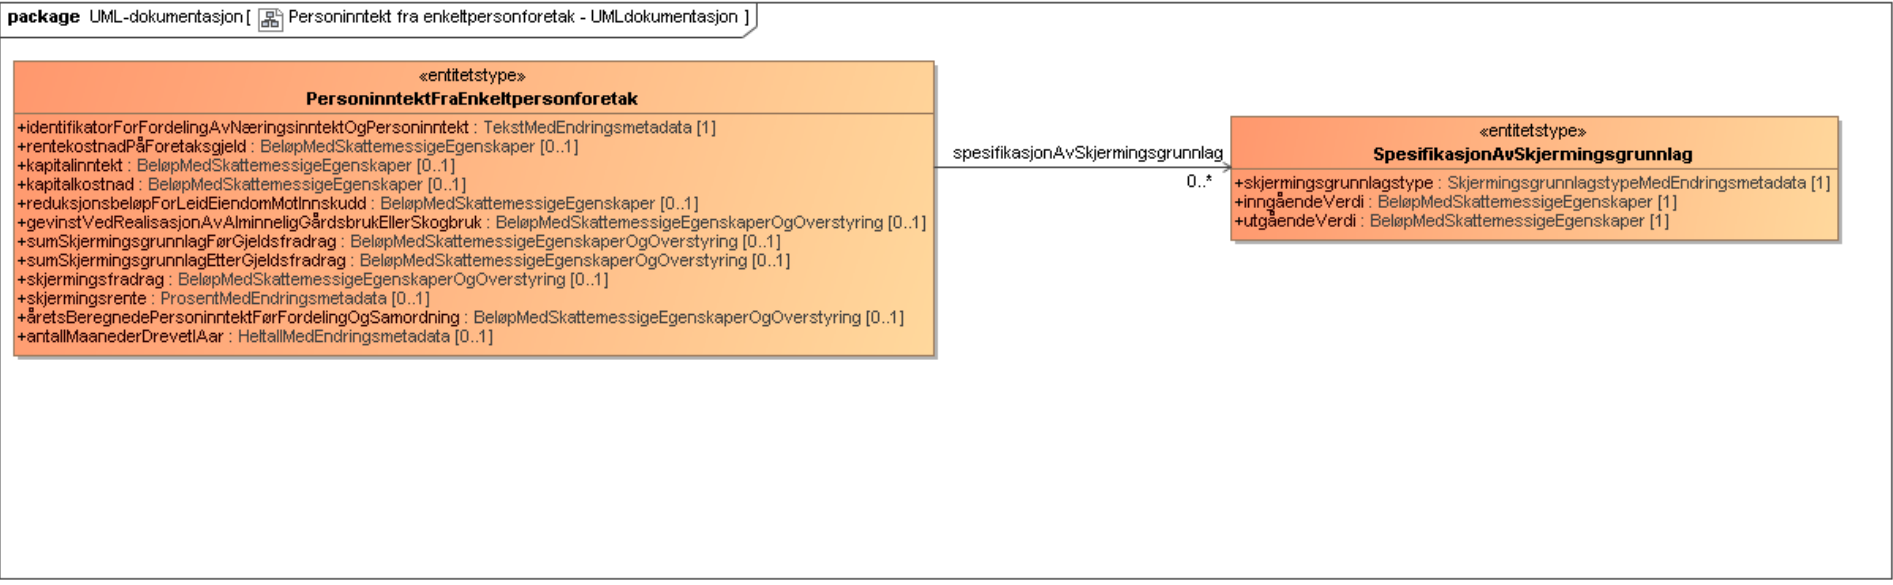 package UML-dokumentasjon [ Personinntekt fra enkeltpersonforetak - UMLdokumentasjon ]
«entitetstype»
PersoninntektFraEnkeltpersonforetak
+identifikatorForFordelingAvNæringsinntektOgPersoninntekt : TekstMedEndringsmetadata [1]
+rentekostnadPåForetaksgjeld : BeløpMedSkattemessigeEgenskaper [0..1]
+kapitalinntekt : BeløpMedSkattemessigeEgenskaper [0..1]
+kapitalkostnad : BeløpMedSkattemessigeEgenskaper [0..1]
+reduksjonsbeløpForLeidEiendomMotInnskudd : BeløpMedSkattemessigeEgenskaper [0..1]
+gevinstVedRealisasjonAvAlminneligGårdsbrukEllerSkogbruk : BeløpMedSkattemessigeEgenskaperOgOverstyring [0..1]
+sumSkjermingsgrunnlagFørGjeldsfradrag : BeløpMedSkattemessigeEgenskaperOgOverstyring [0..1]
+sumSkjermingsgrunnlagEtterGjeldsfradrag : BeløpMedSkattemessigeEgenskaperOgOverstyring [0..1]
+skjermingsfradrag : BeløpMedSkattemessigeEgenskaperOgOverstyring [0..1]
+skjermingsrente : ProsentMedEndringsmetadata [0..1]
+åretsBeregnedePersoninntektFørFordelingOgSamordning : BeløpMedSkattemessigeEgenskaperOgOverstyring [0..1]
+antallMaanederDrevetIAar : HeltallMedEndringsmetadata [0..1]
spesifikasjonAvSkjermingsgrunnlag
0..*
«entitetstype»
SpesifikasjonAvSkjermingsgrunnlag
+skjermingsgrunnlagstype : SkjermingsgrunnlagstypeMedEndringsmetadata [1]
+inngåendeVerdi : BeløpMedSkattemessigeEgenskaper [1]
+utgåendeVerdi : BeløpMedSkattemessigeEgenskaper [1]